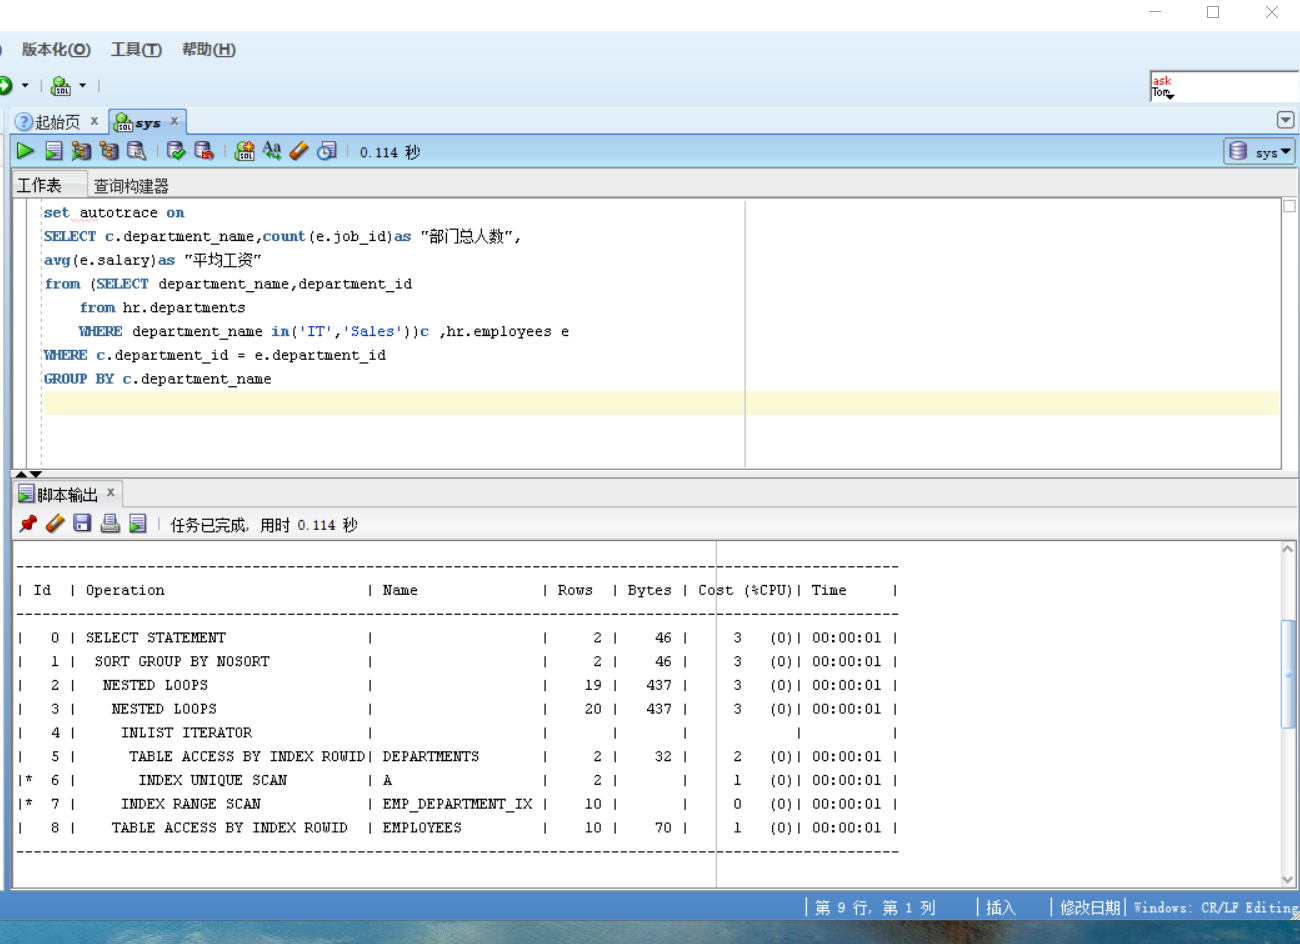 版本化(O) 工具(T) 帮助(H)
ask
Tom
起始页 x sys x
0.114 秒 sys
工作表 查询构建器
set autotrace on
SELECT c.department_name,count(e.job_id)as "部门总人数",
avg(e.salary)as "平均工资"
from (SELECT department_name,department_id
from hr.departments
WHERE department_name in('IT','Sales'))c ,hr.employees e
WHERE c.department_id = e.department_id
GROUP BY c.department_name
脚本输出 x
任务已完成, 用时 0.114 秒
---------------------------------------------------------------------------------------------------
| Id | Operation | Name | Rows | Bytes | Cost (%CPU)| Time |
---------------------------------------------------------------------------------------------------
| 0 | SELECT STATEMENT | | 2 | 46 | 3 (0)| 00:00:01 |
| 1 | SORT GROUP BY NOSORT | | 2 | 46 | 3 (0)| 00:00:01 |
| 2 | NESTED LOOPS | | 19 | 437 | 3 (0)| 00:00:01 |
| 3 | NESTED LOOPS | | 20 | 437 | 3 (0)| 00:00:01 |
| 4 | INLIST ITERATOR | | | | | |
| 5 | TABLE ACCESS BY INDEX ROWID| DEPARTMENTS | 2 | 32 | 2 (0)| 00:00:01 |
|* 6 | INDEX UNIQUE SCAN | A | 2 | | 1 (0)| 00:00:01 |
|* 7 | INDEX RANGE SCAN | EMP_DEPARTMENT_IX | 10 | | 0 (0)| 00:00:01 |
| 8 | TABLE ACCESS BY INDEX ROWID | EMPLOYEES | 10 | 70 | 1 (0)| 00:00:01 |
---------------------------------------------------------------------------------------------------
第 9 行, 第 1 列 | 插入 | 修改日期 | Windows: CR/LF Editing